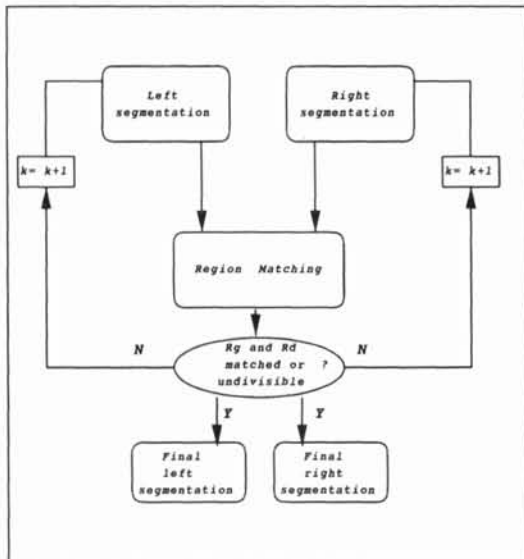 Left
segmentation
Right
segmentation
k= k+1
k= k+1
Region Matching
N
Rg and Rd
matched or ?
undivisible
N
Y
Y
Final
left
segmentation
Final
right
segmentation